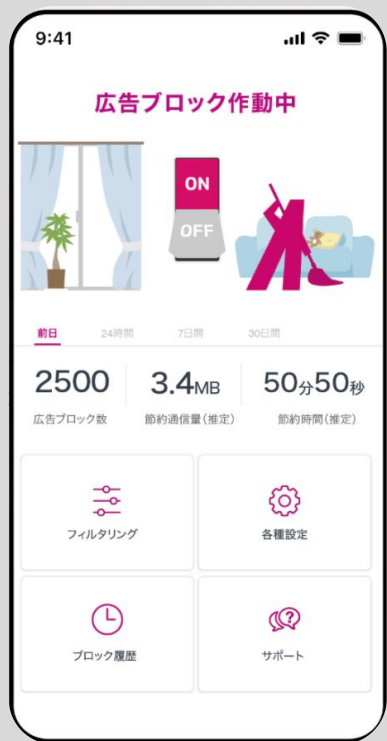 9:41
広告ブロック作動中
ON
OFF
前日 24時間 7日間 30日間
2500 3.4MB 50分50秒
広告ブロック数 節約通信量(推定) 節約時間(推定)
フィルタリング 各種設定
ブロック履歴 サポート